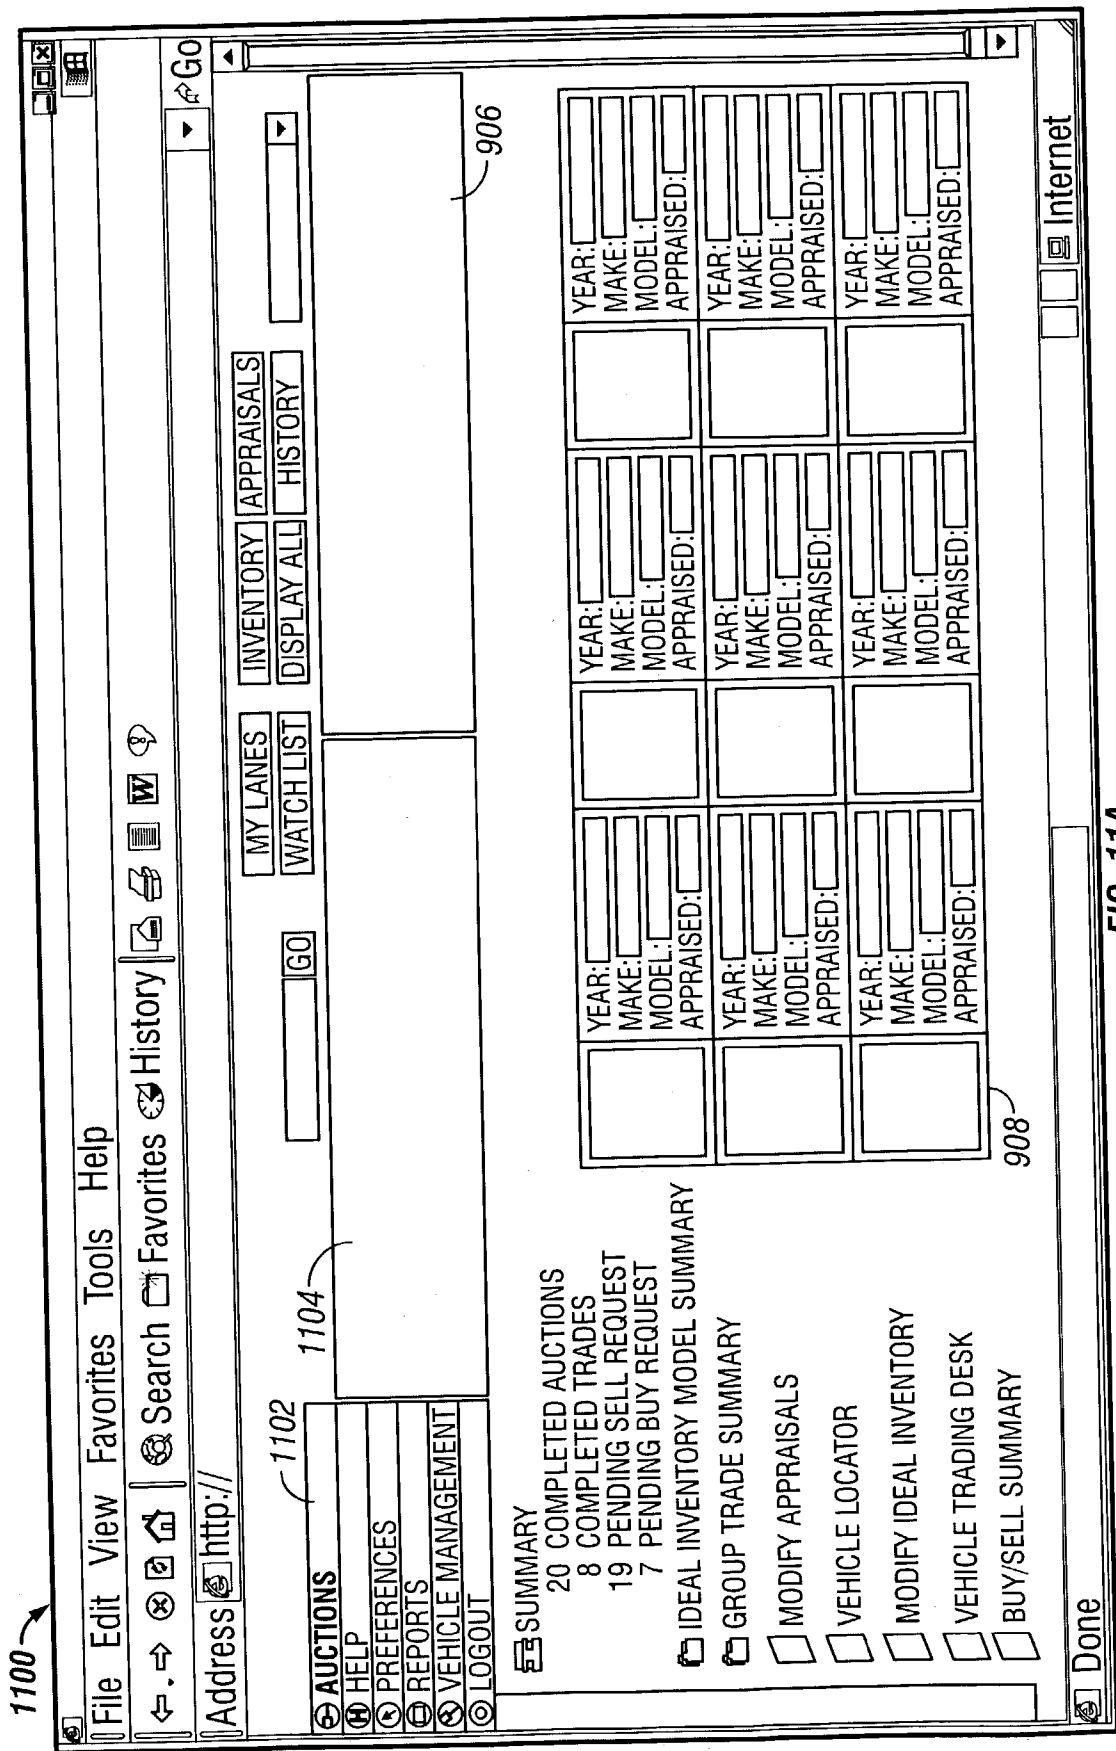 1100
File Edit View Favorites Tools Help
Search Favorites History W
Address http:// Go
GO
MY LANES INVENTORY APPRAISALS
WATCH LIST DISPLAY ALL HISTORY
1102
1104
906
AUCTIONS
H HELP
PREFERENCES
REPORTS
VEHICLE MANAGEMENT
LOGOUT
SUMMARY
20 COMPLETED AUCTIONS
8 COMPLETED TRADES
19 PENDING SELL REQUEST
7 PENDING BUY REQUEST
IDEAL INVENTORY MODEL SUMMARY
GROUP TRADE SUMMARY
MODIFY APPRAISALS
VEHICLE LOCATOR
MODIFY IDEAL INVENTORY
VEHICLE TRADING DESK
BUY/SELL SUMMARY
YEAR: YEAR: YEAR:
MAKE: MAKE: MAKE:
MODEL: MODEL: MODEL:
APPRAISED: APPRAISED: APPRAISED:
YEAR: YEAR: YEAR:
MAKE: MAKE: MAKE:
MODEL: MODEL: MODEL:
APPRAISED: APPRAISED: APPRAISED:
YEAR: YEAR: YEAR:
MAKE: MAKE: MAKE:
MODEL: MODEL: MODEL:
APPRAISED: APPRAISED: APPRAISED:
908
Done Internet
FIG. 11A